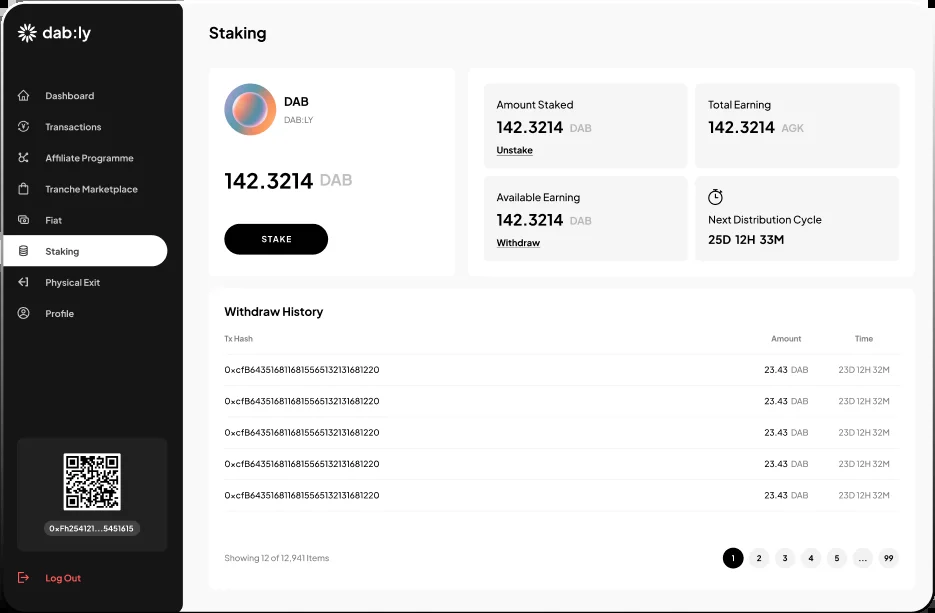 dab:ly
Dashboard
Transactions
Affiliate Programme
Tranche Marketplace
Fiat
Staking
Physical Exit
Profile
0xFh254121...5451615
Log Out
Staking
DAB
DAB:LY
142.3214 DAB
STAKE
Amount Staked
142.3214 DAB
Unstake
Total Earning
142.3214 AGK
Available Earning
142.3214 DAB
Withdraw
Next Distribution Cycle
25D 12H 33M
Withdraw History
Tx Hash Amount Time
0xcfB6435168116815565132131681220 23.43 DAB 23D 12H 32M
0xcfB6435168116815565132131681220 23.43 DAB 23D 12H 32M
0xcfB6435168116815565132131681220 23.43 DAB 23D 12H 32M
0xcfB6435168116815565132131681220 23.43 DAB 23D 12H 32M
0xcfB6435168116815565132131681220 23.43 DAB 23D 12H 32M
Showing 12 of 12,941 Items
1 2 3 4 5 ... 99